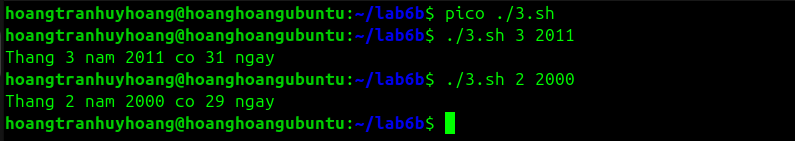 hoangtranhuyhoang@hoanghoangubuntu:~/lab6b$ pico ./3.sh
hoangtranhuyhoang@hoanghoangubuntu:~/lab6b$ ./3.sh 3 2011
Thang 3 nam 2011 co 31 ngay
hoangtranhuyhoang@hoanghoangubuntu:~/lab6b$ ./3.sh 2 2000
Thang 2 nam 2000 co 29 ngay
hoangtranhuyhoang@hoanghoangubuntu:~/lab6b$